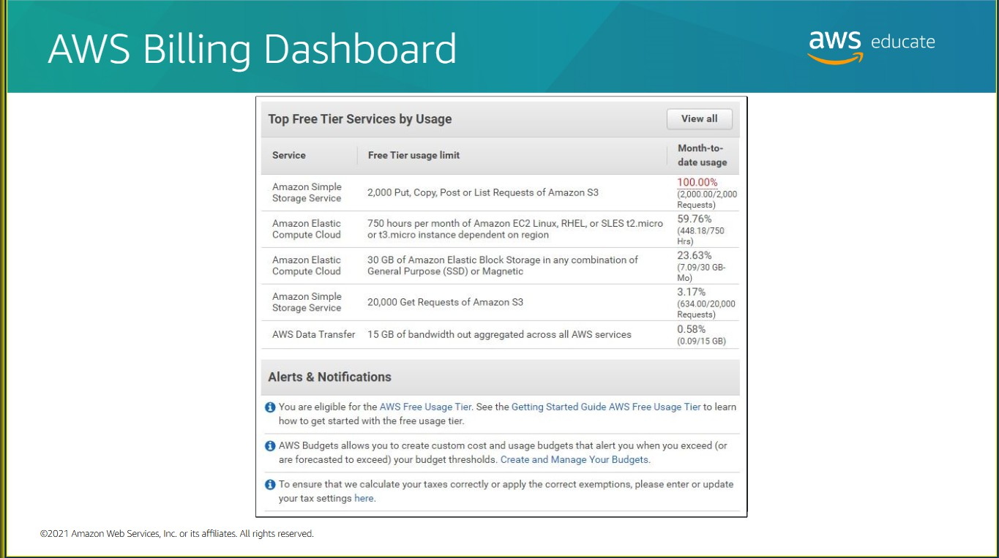 AWS Billing Dashboard
aws educate
Top Free Tier Services by Usage
View all
Service
Free Tier usage limit
Month-to-
date usage
Amazon Simple
Storage Service
2,000 Put, Copy, Post or List Requests of Amazon S3
100.00%
(2,000.00/2,000
Requests)
Amazon Elastic
Compute Cloud
750 hours per month of Amazon EC2 Linux, RHEL, or SLES t2.micro
or t3.micro instance dependent on region
59.76%
(448.18/750
Hrs)
Amazon Elastic
Compute Cloud
30 GB of Amazon Elastic Block Storage in any combination of
General Purpose (SSD) or Magnetic
23.63%
(7.09/30 GB-
Mo)
Amazon Simple
Storage Service
20,000 Get Requests of Amazon S3
3.17%
(634.00/20,000
Requests)
AWS Data Transfer
15 GB of bandwidth out aggregated across all AWS services
0.58%
(0.09/15 GB)
Alerts & Notifications
You are eligible for the AWS Free Usage Tier. See the Getting Started Guide AWS Free Usage Tier to learn
how to get started with the free usage tier.
AWS Budgets allows you to create custom cost and usage budgets that alert you when you exceed (or
are forecasted to exceed) your budget thresholds. Create and Manage Your Budgets.
To ensure that we calculate your taxes correctly or apply the correct exemptions, please enter or update
your tax settings here.
©2021 Amazon Web Services, Inc. or its affiliates. All rights reserved.